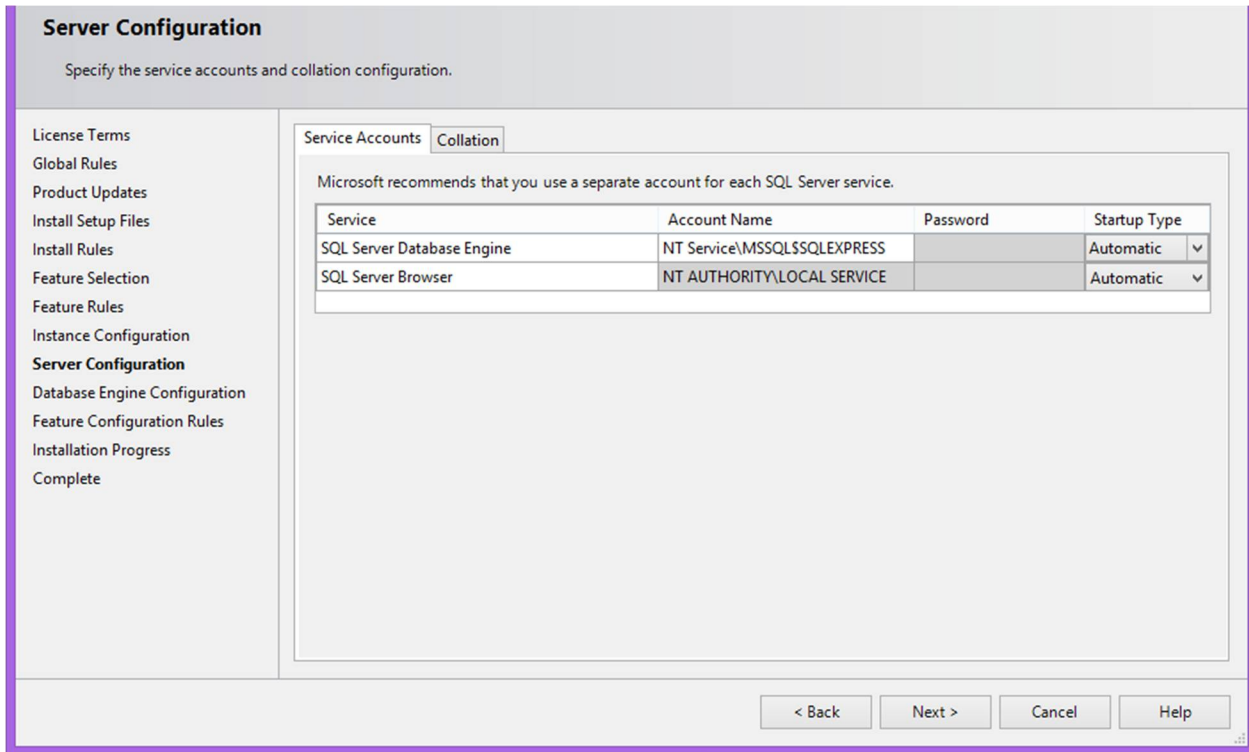 Server Configuration
Specify the service accounts and collation configuration.
License Terms
Global Rules
Product Updates
Install Setup Files
Install Rules
Feature Selection
Feature Rules
Instance Configuration
Server Configuration
Database Engine Configuration
Feature Configuration Rules
Installation Progress
Complete
Service Accounts Collation
Microsoft recommends that you use a separate account for each SQL Server service.
Service Account Name Password Startup Type
SQL Server Database Engine NT Service\MSSQL$SQLEXPRESS Automatic
SQL Server Browser NT AUTHORITY\LOCAL SERVICE Automatic
< Back Next > Cancel Help